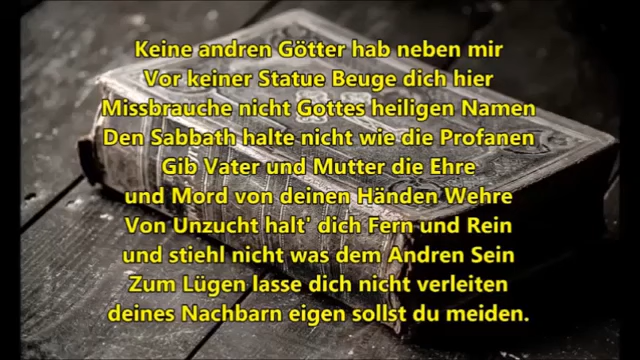 Keine andren Götter hab neben mir
Vor keiner Statue Beuge dich hier
Missbrauche nicht Gottes heiligen Namen
Den Sabbath halte nicht wie die Profanen
Gib Vater und Mutter die Ehre
und Mord von deinen Händen Wehre
Von Unzucht halt' dich Fern und Rein
und stiehl nicht was dem Andren Sein
Zum Lügen lasse dich nicht verleiten
deines Nachbarn eigen sollst du meiden.